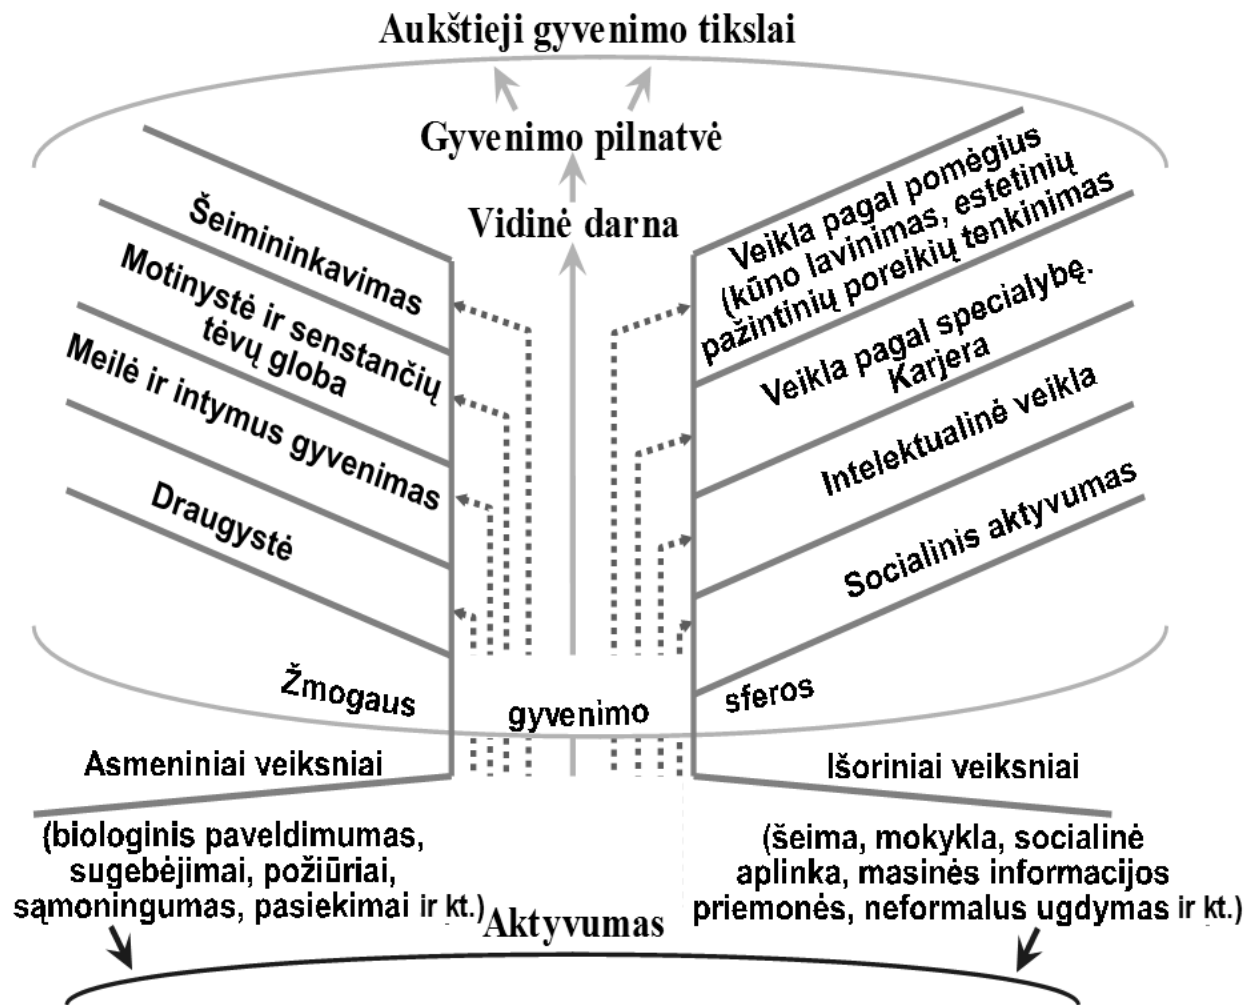 Aukštieji gyvenimo tikslai
Gyvenimo pilnatvė
Vidinė darna
Šeimininkavimas
Motinystė ir senstančių
tėvų globa
Meilė ir intymus gyvenimas
Draugystė
Veikla pagal pomėgius
(kūno lavinimas, estetinių
pažintinių poreikių tenkinimas
Veikla pagal specialybę.
Karjera
Intelektualinė veikla
Socialinis aktyvumas
Žmogaus gyvenimo sferos
Asmeniniai veiksniai
(biologinis paveldimumas,
sugebėjimai, požiūriai,
sąmoningumas, pasiekimai ir kt.)
Išoriniai veiksniai
(šeima, mokykla, socialinė
aplinka, masinės informacijos
priemonės, neformalus ugdymas ir kt.)
Aktyvumas